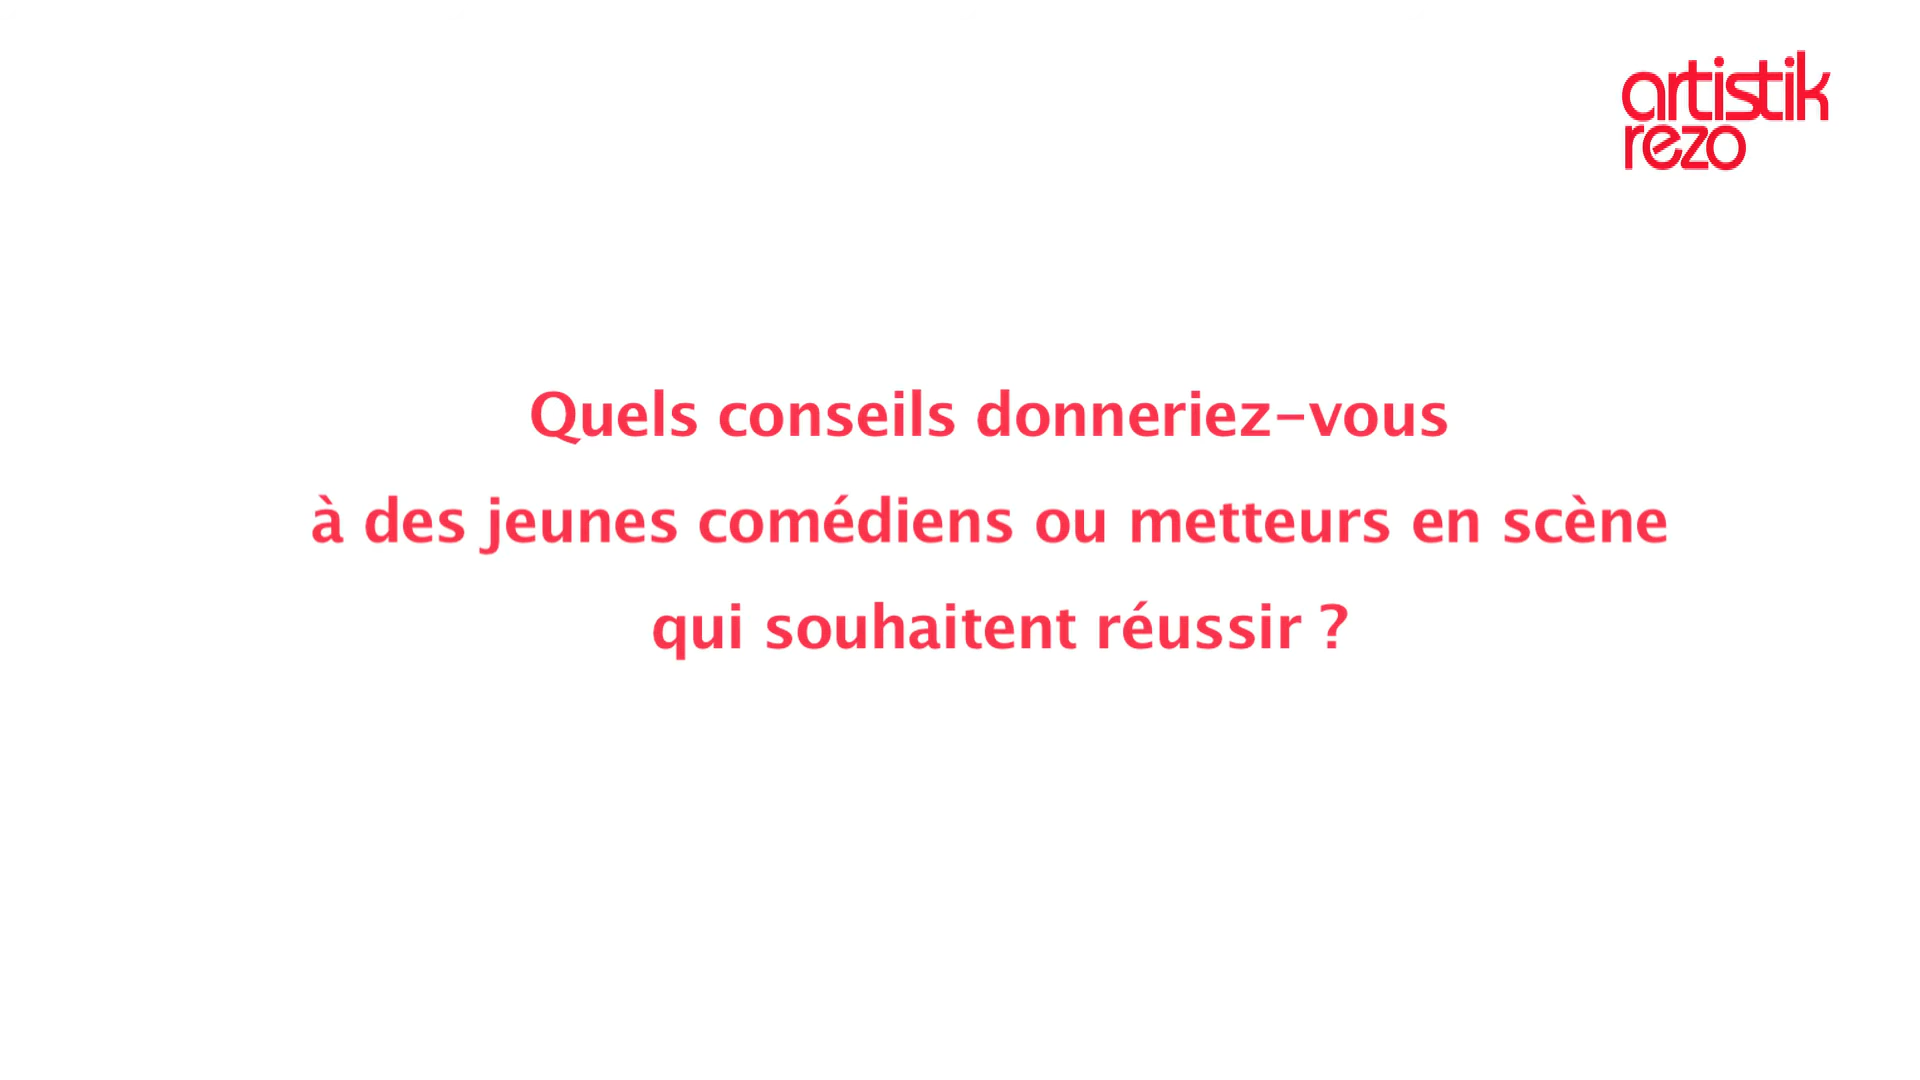 artistik
rezo
Quels conseils donneriez-vous
à des jeunes comédiens ou metteurs en scène
qui souhaitent réussir ?